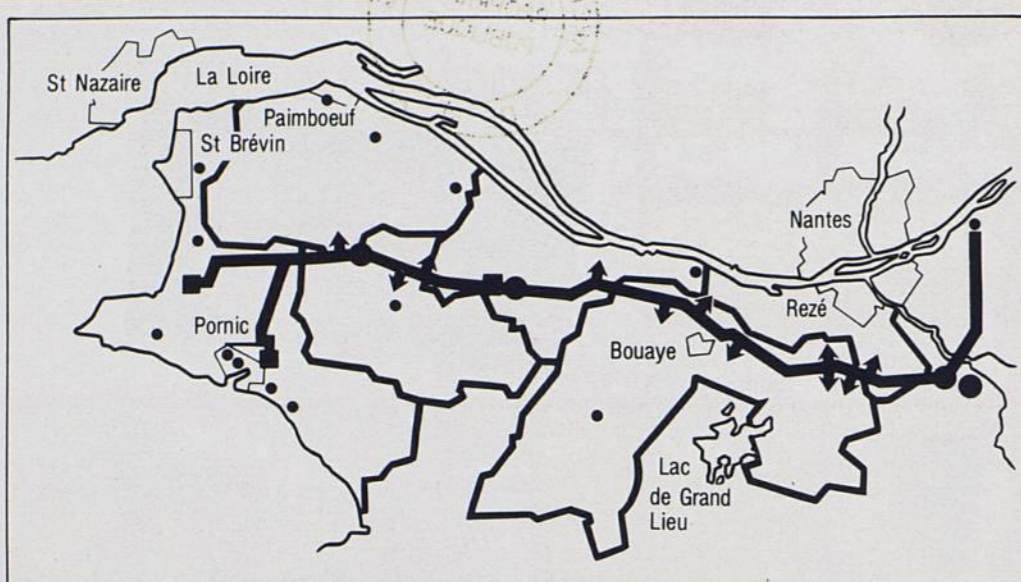 St Nazaire
La Loire
Paimboeuf
St Brévin
Nantes
Rezé
Pornic
Bouaye
Lac
de Grand
Lieu